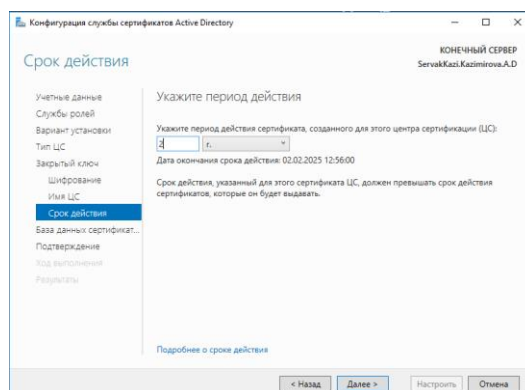 Конфигурация службы сертификатов Active Directory
Срок действия
КОНЕЧНЫЙ СЕРВЕР
ServakKazi.Kazimirova.A.D
Учетные данные
Службы ролей
Вариант установки
Тип ЦС
Закрытый ключ
Шифрование
Имя ЦС
Срок действия
База данных сертификат...
Подтверждение
Ход выполнения
Результаты
Укажите период действия
Укажите период действия сертификата, созданного для этого центра сертификации (ЦС):
2 г.
Дата окончания срока действия: 02.02.2025 12:56:00
Срок действия, указанный для этого сертификата ЦС, должен превышать срок действия
сертификатов, которые он будет выдавать.
Подробнее о сроке действия
< Назад Далее > Настроить Отмена